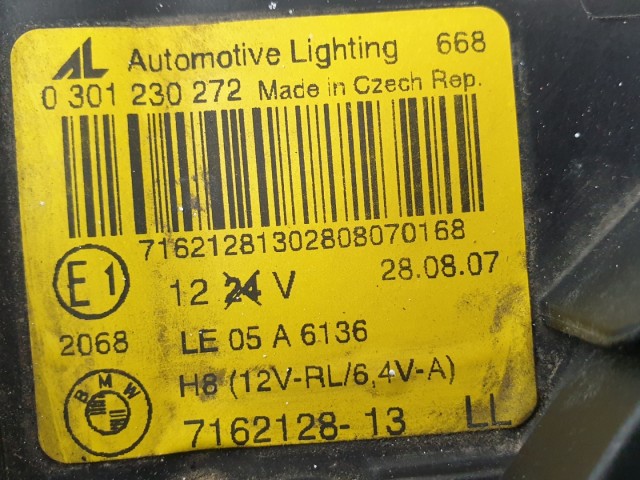 AL Automotive Lighting 668
0 301 230 272 Made in Czech Rep.
71621281302808070168
E1 12 24 V 28.08.07
2068 LE 05 A 6136
H8 (12V-RL/6,4V-A)
BMW 7162128-13 LL